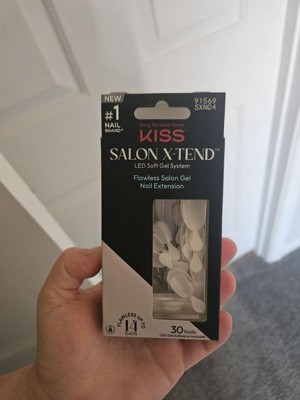 NEW
#1
NAIL
BRAND*
91569
SXN04
KISS
SALON X-TEND™
LED Soft Gel System
Flawless Salon Gel
Nail Extension
FLAWLESS UP TO
14
DAYS
30 Nails